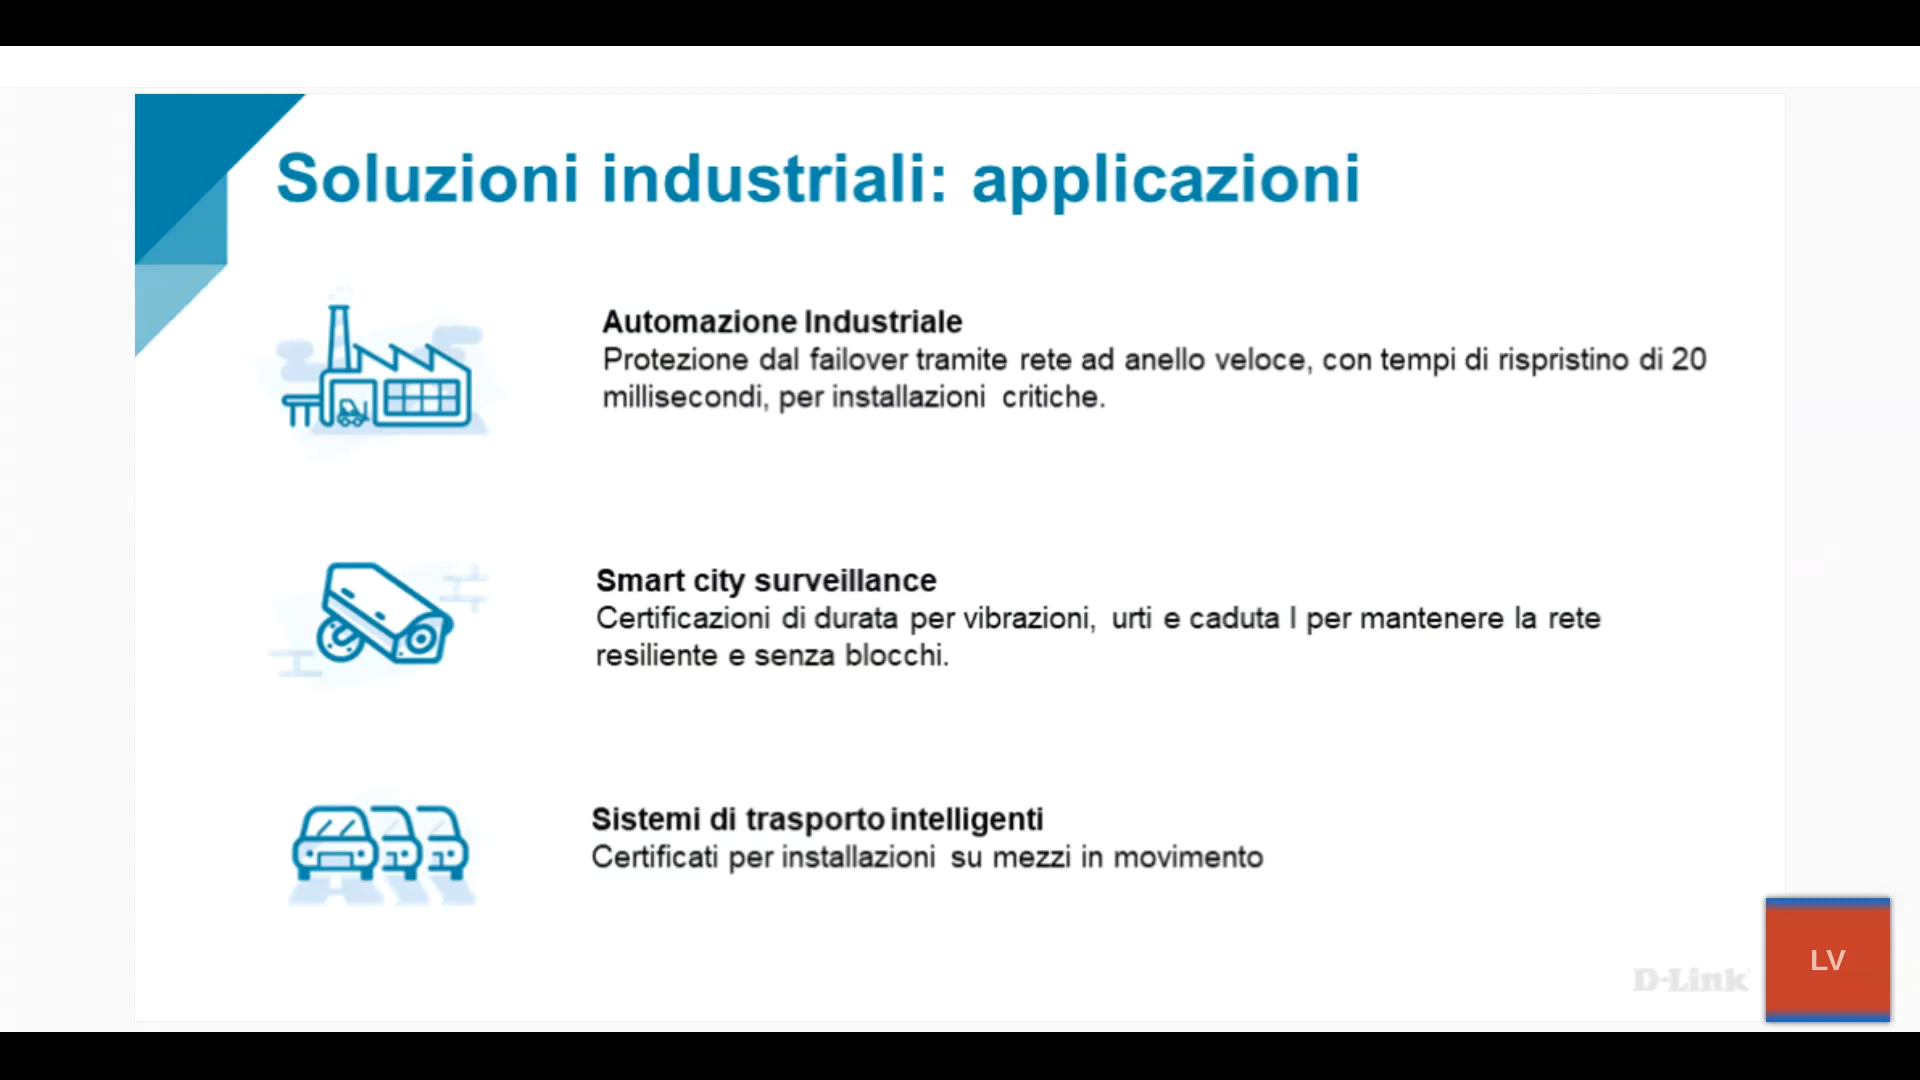 Soluzioni industriali: applicazioni
Automazione Industriale
Protezione dal failover tramite rete ad anello veloce, con tempi di rispristino di 20
millisecondi, per installazioni critiche.
Smart city surveillance
Certificazioni di durata per vibrazioni, urti e caduta l per mantenere la rete
resiliente e senza blocchi.
Sistemi di trasporto intelligenti
Certificati per installazioni su mezzi in movimento
D-Link
LV